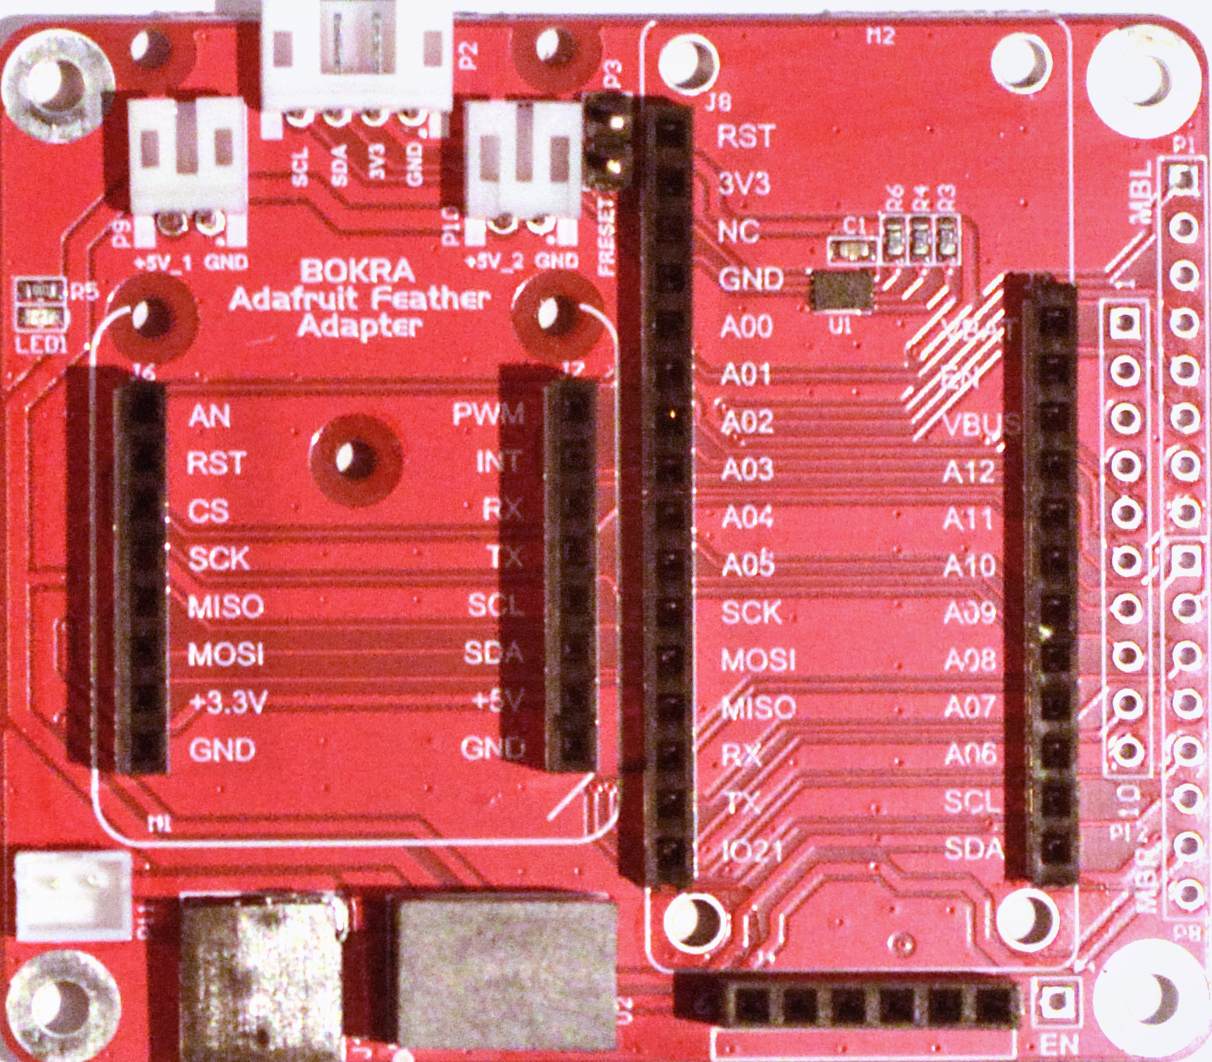 M2
P2
P3
J8
SCL
SDA
3V3
GND
P9
P10
+5V_1 GND
+5V_2 GND
FRESET
BOKRA
Adafruit Feather
Adapter
R5
LED1
J6
J7
AN
RST
CS
SCK
MISO
MOSI
+3.3V
GND
PWM
INT
RX
TX
SCL
SDA
+5V
GND
M1
RST
3V3
NC
GND
A00
A01
A02
A03
A04
A05
SCK
MOSI
MISO
RX
TX
IO21
C1
R6
R4
R3
U1
VBAT
EN
VBUS
A12
A11
A10
A09
A08
A07
A06
SCL
SDA
P1
MBL
1
10
P12
MBR
P8
J4
EN